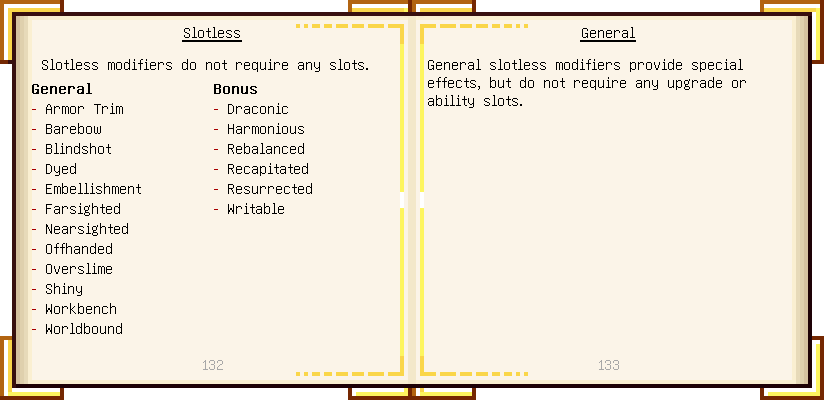 Slotless
Slotless modifiers do not require any slots.
General
- Armor Trim
- Barebow
- Blindshot
- Dyed
- Embellishment
- Farsighted
- Nearsighted
- Offhanded
- Overslime
- Shiny
- Workbench
- Worldbound
Bonus
- Draconic
- Harmonious
- Rebalanced
- Recapitated
- Resurrected
- Writable
132
General
General slotless modifiers provide special
effects, but do not require any upgrade or
ability slots.
133